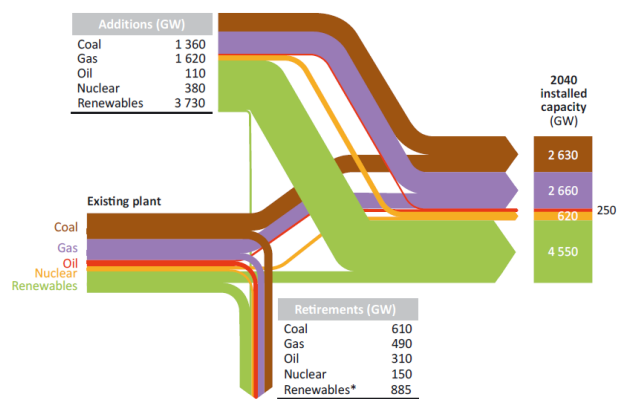 Additions (GW)
Coal 1 360
Gas 1 620
Oil 110
Nuclear 380
Renewables 3 730
2040
installed
capacity
(GW)
2 630
2 660
250
620
4 550
Existing plant
Coal
Gas
Oil
Nuclear
Renewables
Retirements (GW)
Coal 610
Gas 490
Oil 310
Nuclear 150
Renewables* 885